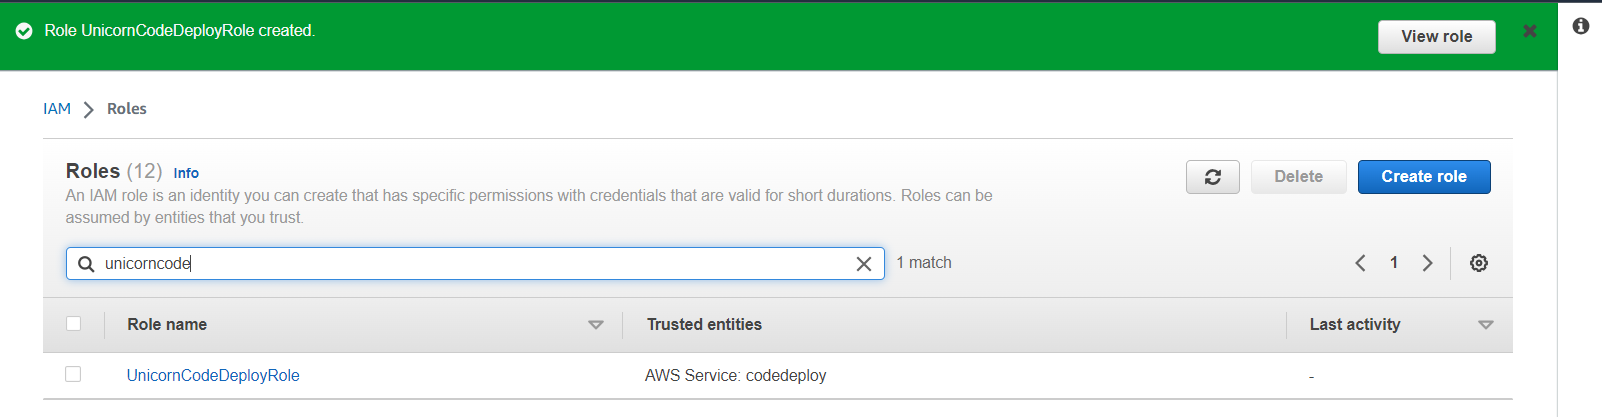 Role UnicornCodeDeployRole created.
View role
IAM
Roles
Roles (12) Info
Delete
Create role
An IAM role is an identity you can create that has specific permissions with credentials that are valid for short durations. Roles can be
assumed by entities that you trust.
unicorncode
1 match
1
Role name
Trusted entities
Last activity
UnicornCodeDeployRole
AWS Service: codedeploy
-